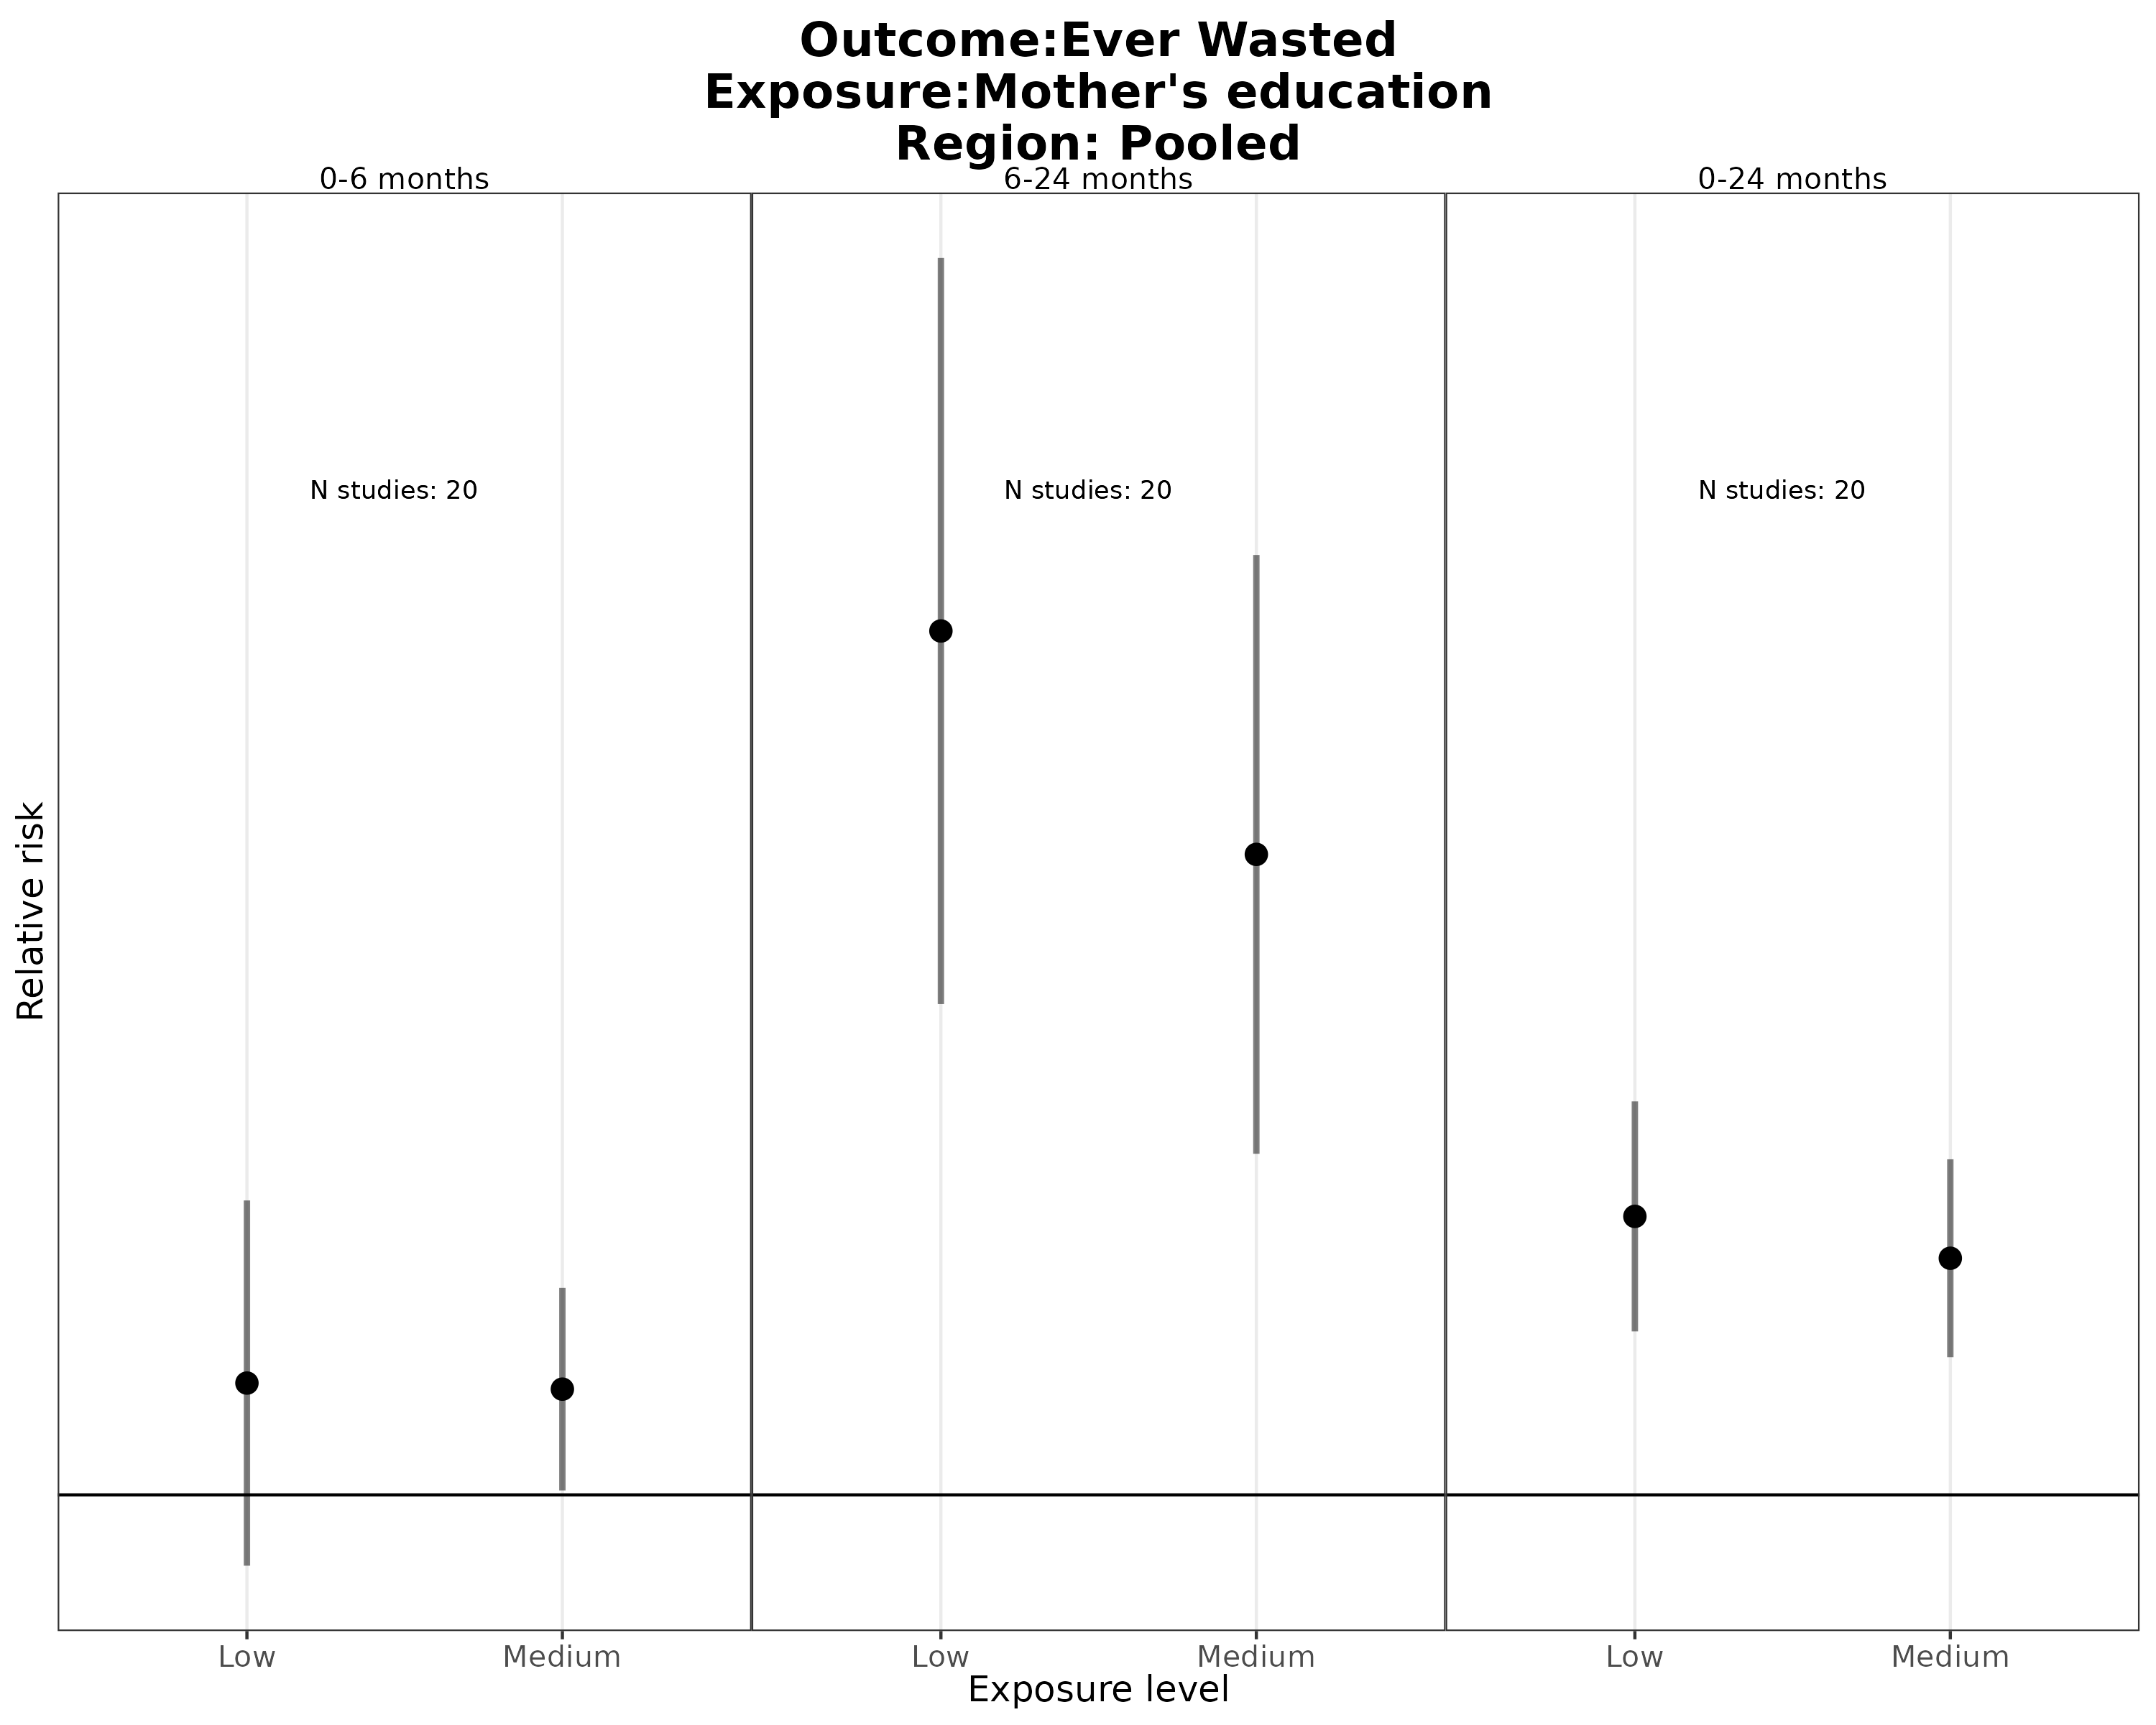 Outcome:Ever Wasted
Exposure:Mother's education
Region: Pooled
0-6 months
6-24 months
0-24 months
N studies: 20
N studies: 20
N studies: 20
Relative risk
Low
Medium
Low
Medium
Low
Medium
Exposure level